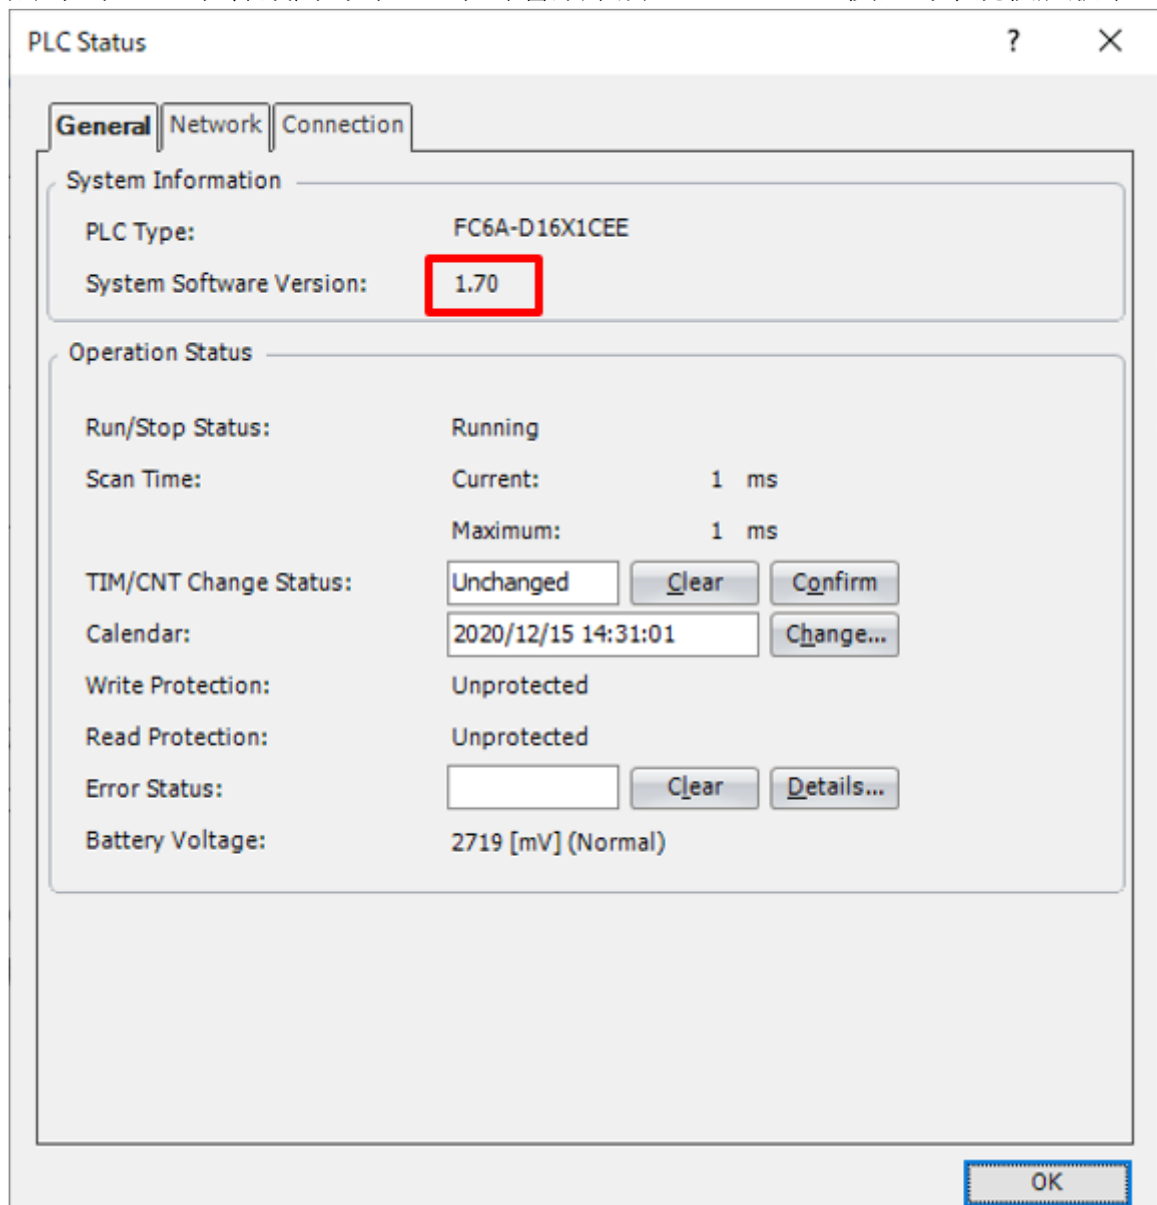 PLC Status ? ×
General Network Connection
System Information
PLC Type: FC6A-D16X1CEE
System Software Version: 1.70
Operation Status
Run/Stop Status: Running
Scan Time: Current: 1 ms
Maximum: 1 ms
TIM/CNT Change Status: Unchanged Clear Confirm
Calendar: 2020/12/15 14:31:01 Change...
Write Protection: Unprotected
Read Protection: Unprotected
Error Status: Clear Details...
Battery Voltage: 2719 [mV] (Normal)
OK